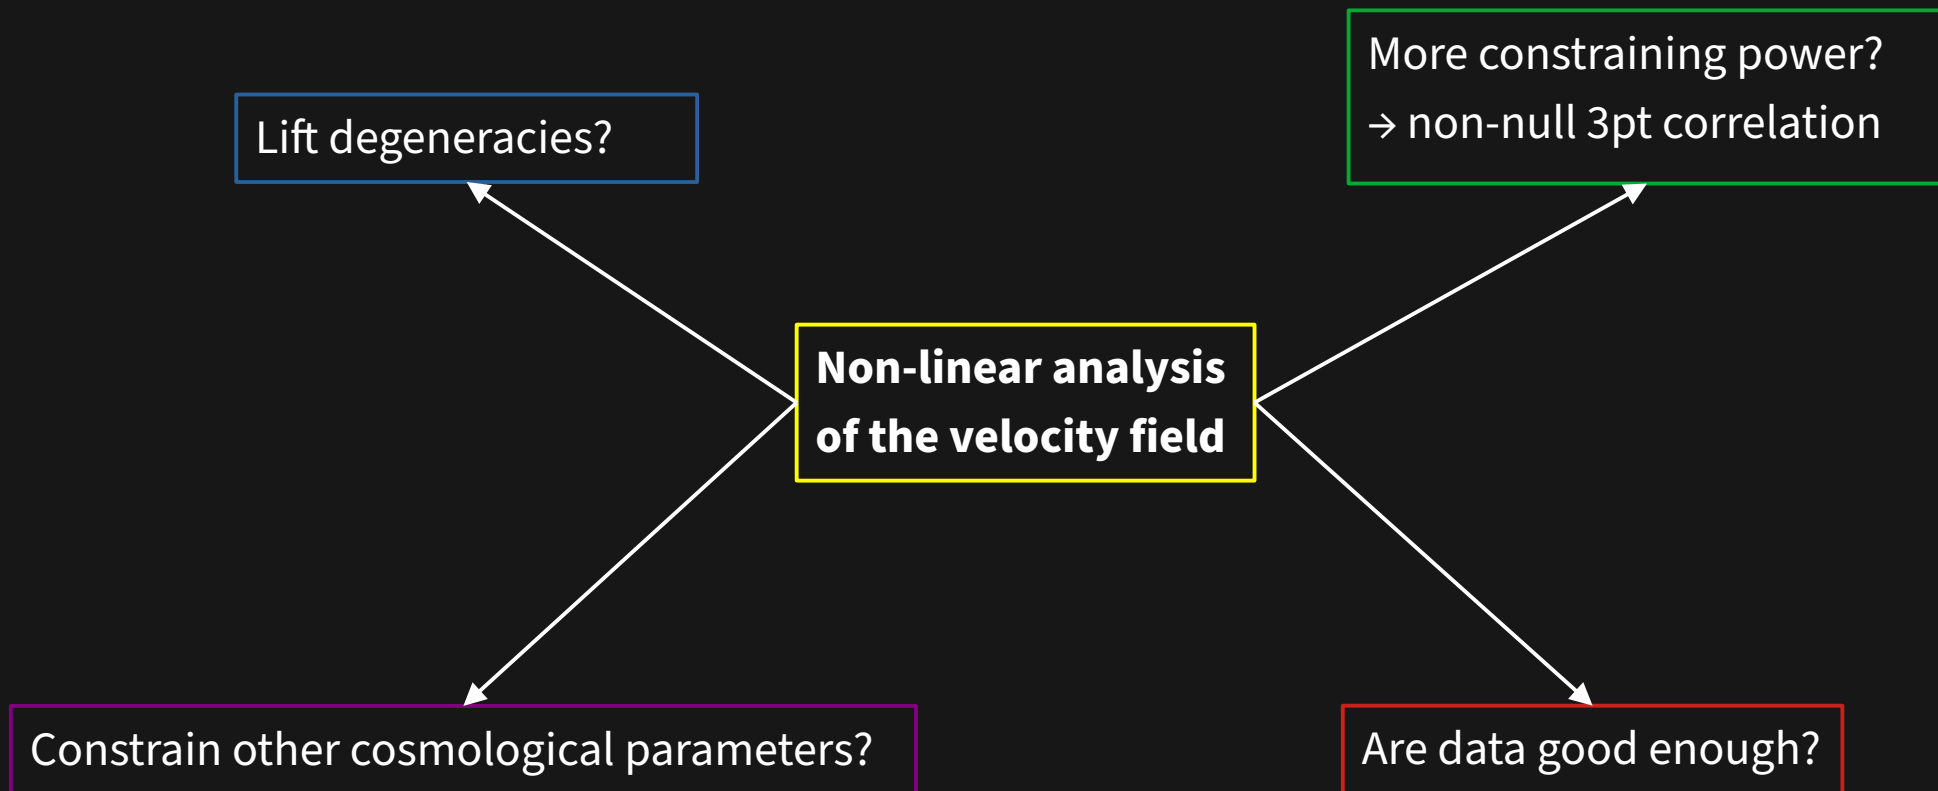 Lift degeneracies?
More constraining power?
→ non-null 3pt correlation
Non-linear analysis
of the velocity field
Constrain other cosmological parameters?
Are data good enough?